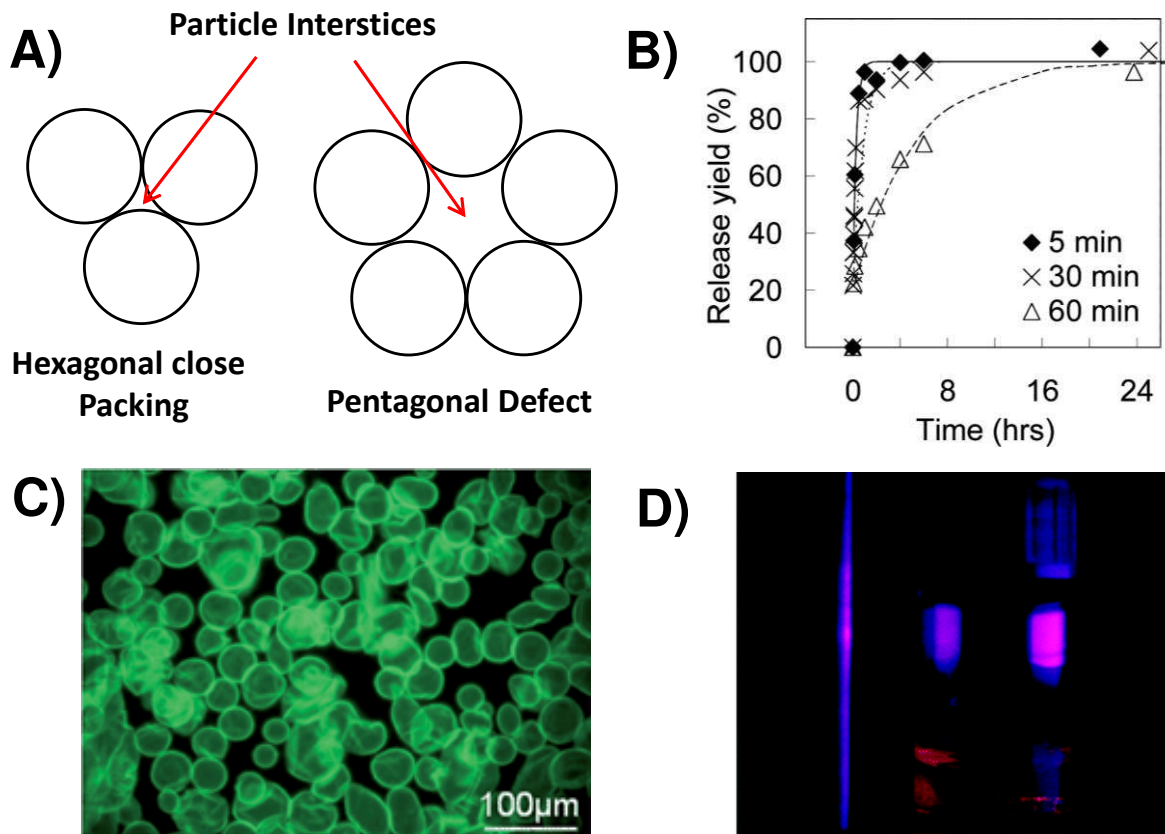 A)
Particle Interstices
Hexagonal close
Packing
Pentagonal Defect
B)
Release yield (%)
100
80
60
40
20
0
5 min
30 min
60 min
0
8
16
24
Time (hrs)
C)
100μm
D)